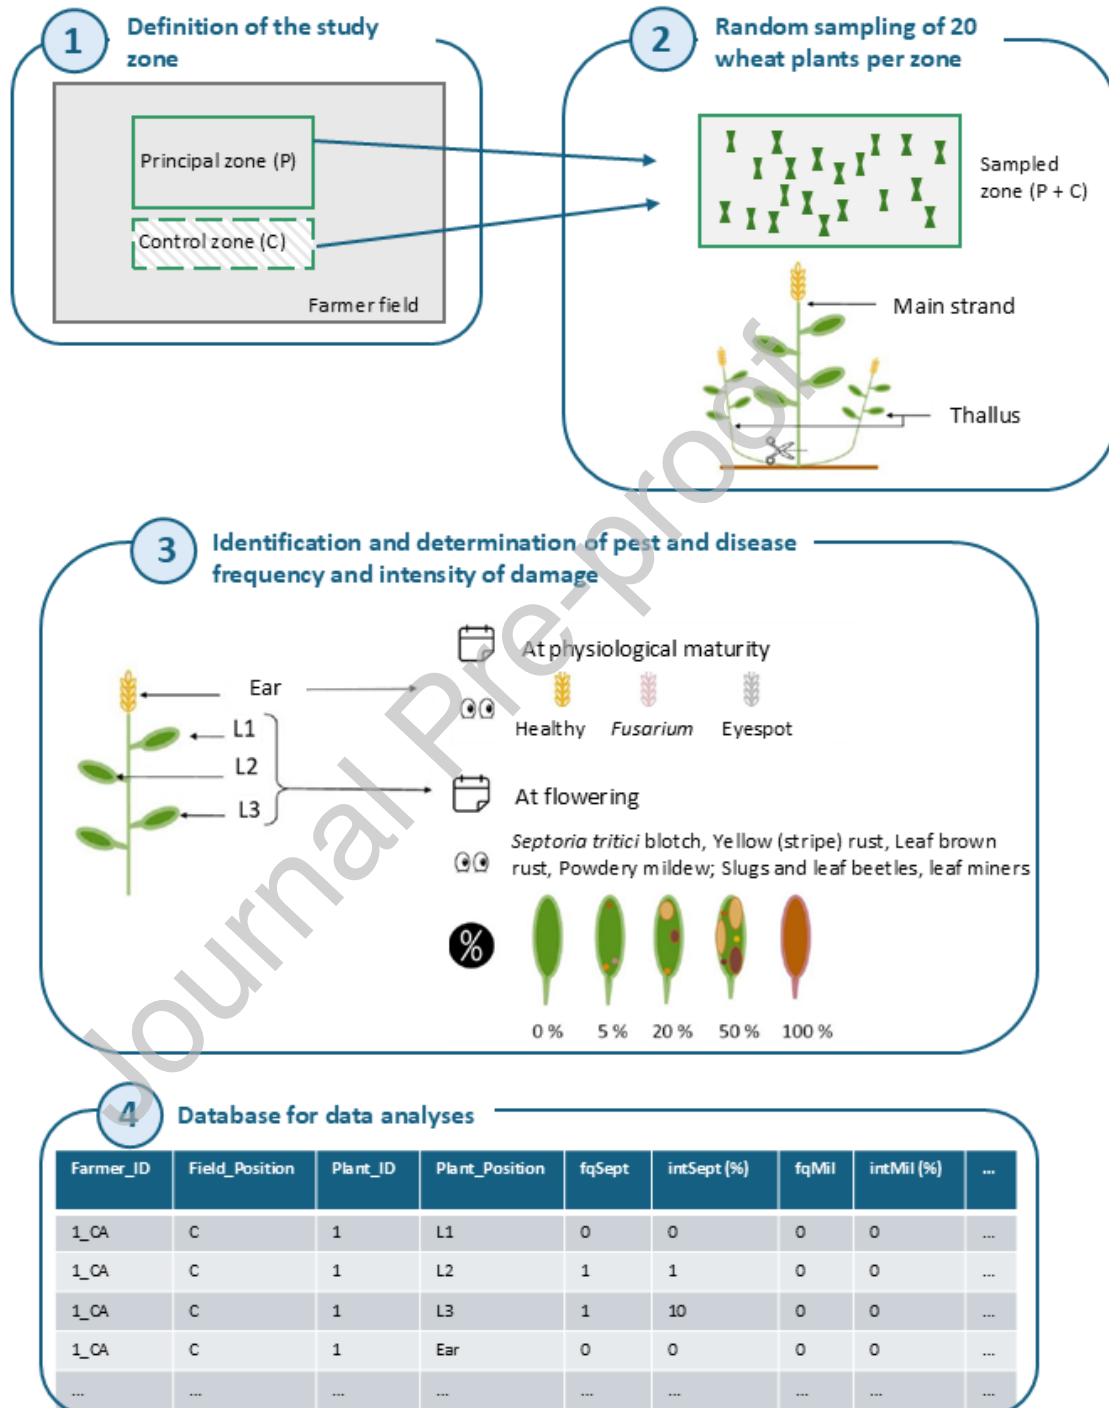 1
Definition of the study
zone
Principal zone (P)
Control zone (C)
Farmer field
2
Random sampling of 20
wheat plants per zone
Sampled
zone (P + C)
Main strand
Thallus
3
Identification and determination of pest and disease
frequency and intensity of damage
Ear
L1
L2
L3
At physiological maturity
Healthy Fusarium Eyespot
At flowering
Septoria tritici blotch, Yellow (stripe) rust, Leaf brown
rust, Powdery mildew; Slugs and leaf beetles, leaf miners
%
0 % 5 % 20 % 50 % 100 %
4
Database for data analyses
Farmer_ID Field_Position Plant_ID Plant_Position fqSept intSept (%) fqMil intMil (%) ...
1_CA C 1 L1 0 0 0 0 ...
1_CA C 1 L2 1 1 0 0 ...
1_CA C 1 L3 1 10 0 0 ...
1_CA C 1 Ear 0 0 0 0 ...
... ... ... ... ... ... ... ... ...
Journal Pre-proof